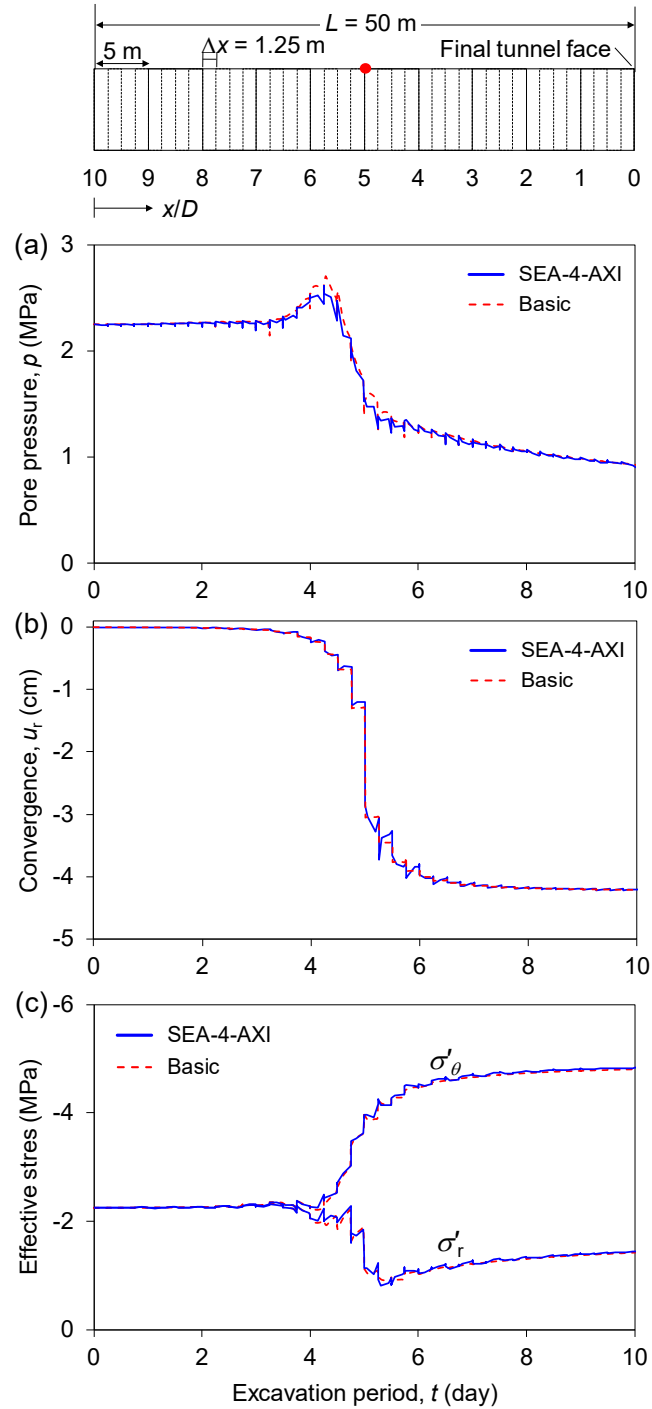 L = 50 m
Δx = 1.25 m
5 m
Final tunnel face
10 9 8 7 6 5 4 3 2 1 0
x/D
(a)
3
SEA-4-AXI
Basic
2
Pore pressure, p (MPa)
1
0
0 2 4 6 8 10
(b)
0
SEA-4-AXI
Basic
-1
-2
Convergence, uᵣ (cm)
-3
-4
-5
0 2 4 6 8 10
(c)
-6
SEA-4-AXI
Basic
σ′θ
-4
Effective stres (MPa)
-2
σ′r
0
0 2 4 6 8 10
Excavation period, t (day)